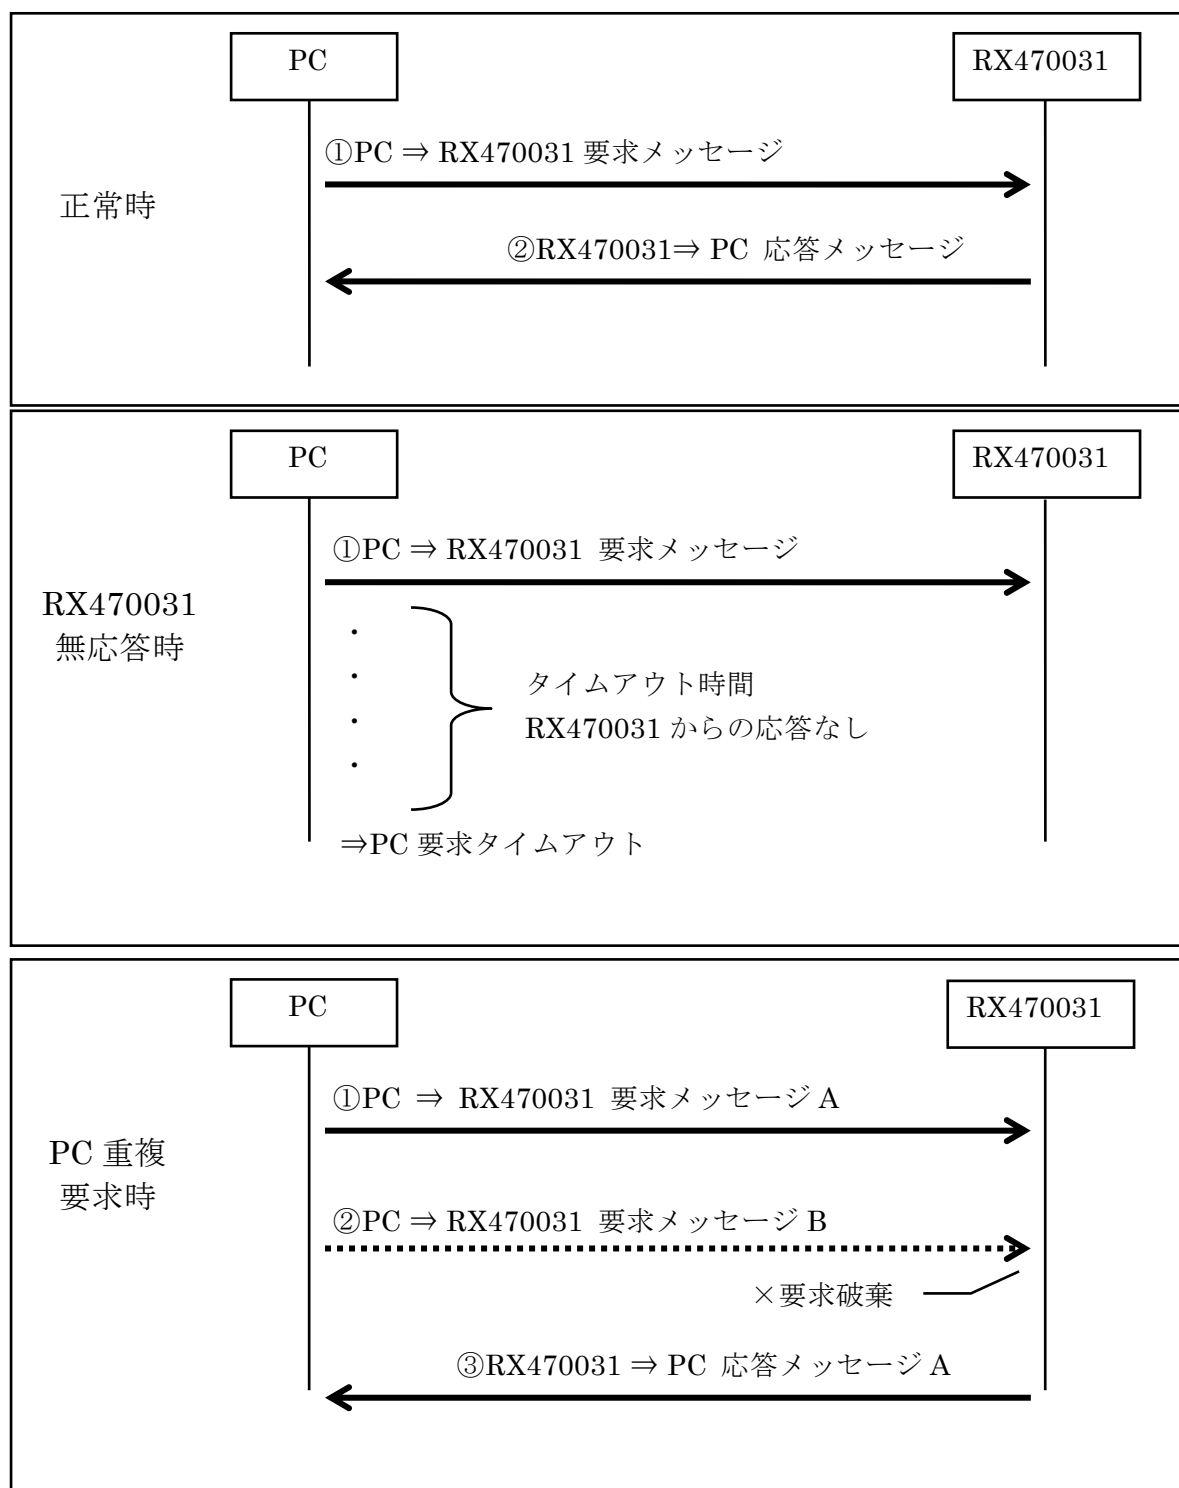 PC
RX470031
①PC ⇒ RX470031 要求メッセージ
正常時
②RX470031⇒ PC 応答メッセージ
PC
RX470031
①PC ⇒ RX470031 要求メッセージ
RX470031
無応答時
・
・
・
・
タイムアウト時間
RX470031 からの応答なし
⇒PC 要求タイムアウト
PC
RX470031
①PC ⇒ RX470031 要求メッセージ A
PC 重複
要求時
②PC ⇒ RX470031 要求メッセージ B
×要求破棄
③RX470031 ⇒ PC 応答メッセージ A